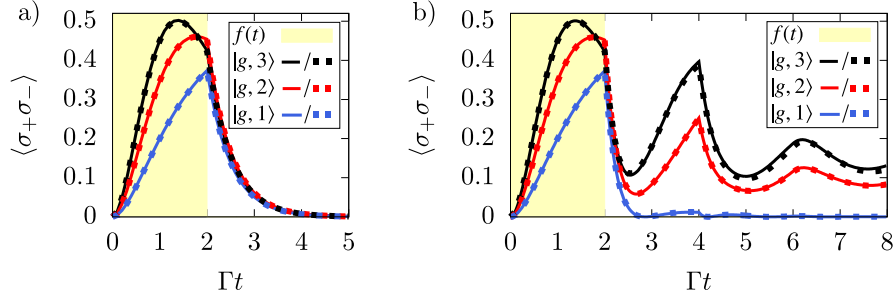 a)
⟨σ₊σ₋⟩
0.5
0.4
0.3
0.2
0.1
0
0 1 2 3 4 5
Γt
f(t)
|g, 3⟩ /
|g, 2⟩ /
|g, 1⟩ /
b)
⟨σ₊σ₋⟩
0.5
0.4
0.3
0.2
0.1
0
0 1 2 3 4 5 6 7 8
Γt
f(t)
|g, 3⟩ /
|g, 2⟩ /
|g, 1⟩ /